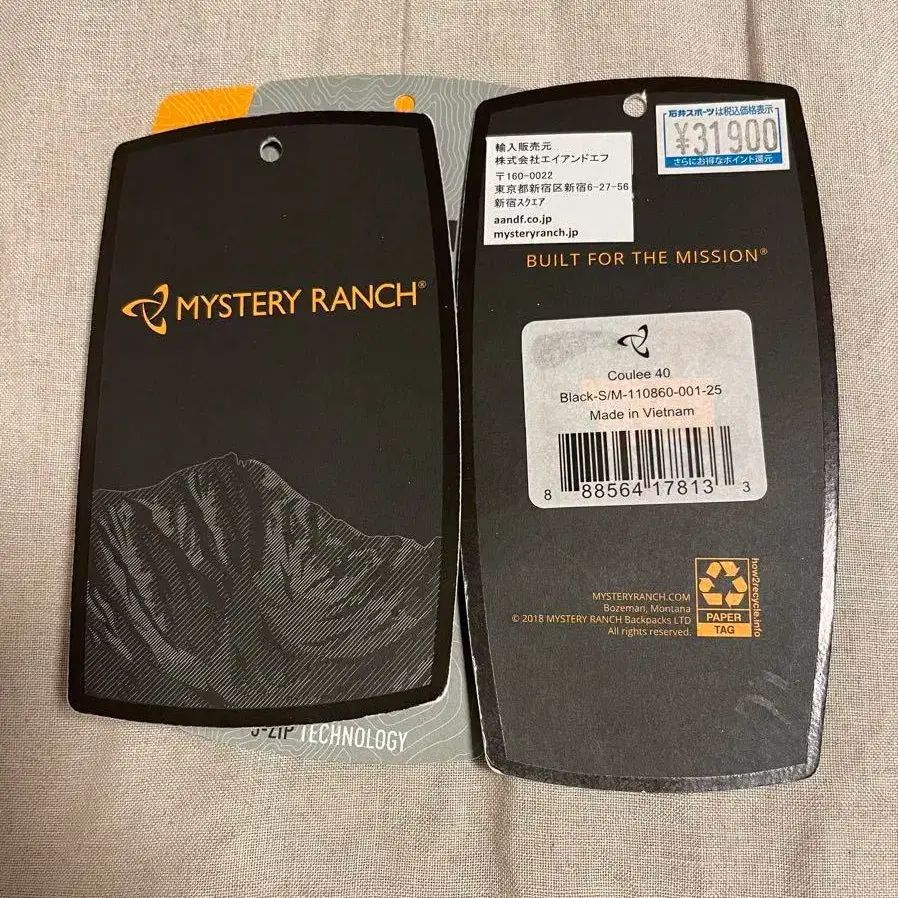 MYSTERY RANCH®
3-ZIP TECHNOLOGY
石井スポーツは税込価格表示
¥31900
さらにお得なポイント還元
輸入販売元
株式会社エイアンドエフ
〒160-0022
東京都新宿区新宿6-27-56
新宿スクエア
aandf.co.jp
mysteryranch.jp
BUILT FOR THE MISSION®
Coulee 40
Black-S/M-110860-001-25
Made in Vietnam
8 88564 17813 3
MYSTERYRANCH.COM
Bozeman, Montana
© 2018 MYSTERY RANCH Backpacks LTD
All rights reserved.
PAPER
TAG
how2recycle.info